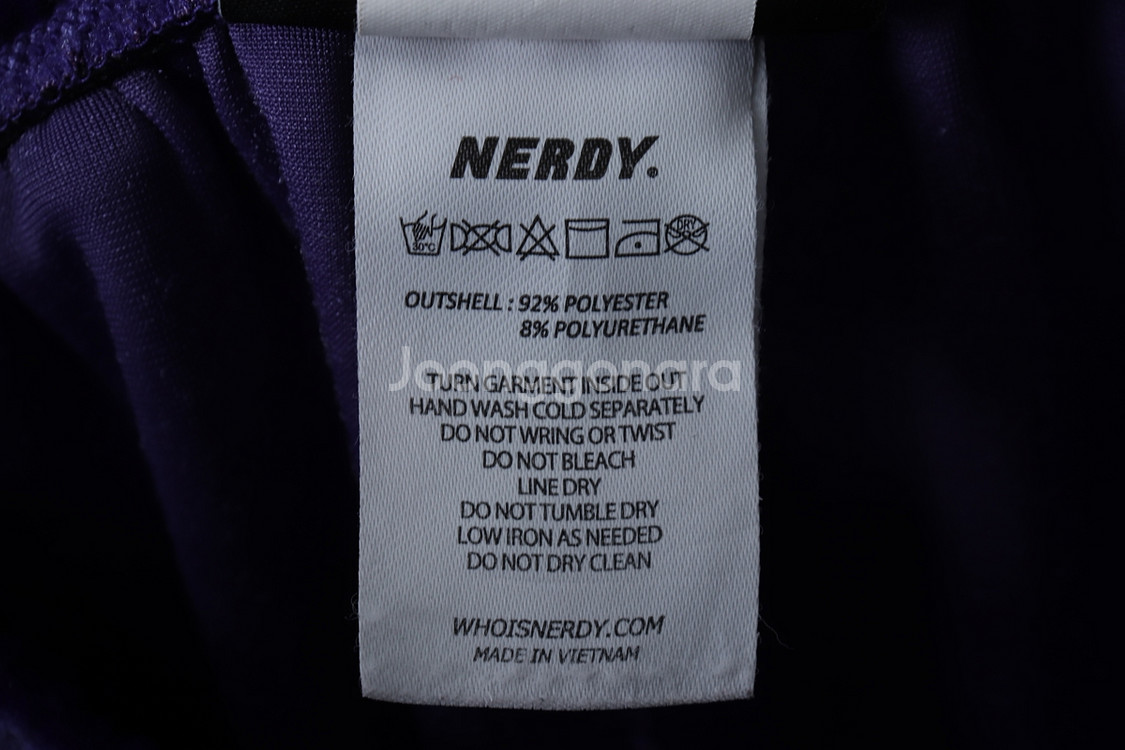 NERDY.®
30°C
DRY
OUTSHELL : 92% POLYESTER
8% POLYURETHANE
Joonggonara
TURN GARMENT INSIDE OUT
HAND WASH COLD SEPARATELY
DO NOT WRING OR TWIST
DO NOT BLEACH
LINE DRY
DO NOT TUMBLE DRY
LOW IRON AS NEEDED
DO NOT DRY CLEAN
WHOISNERDY.COM
MADE IN VIETNAM